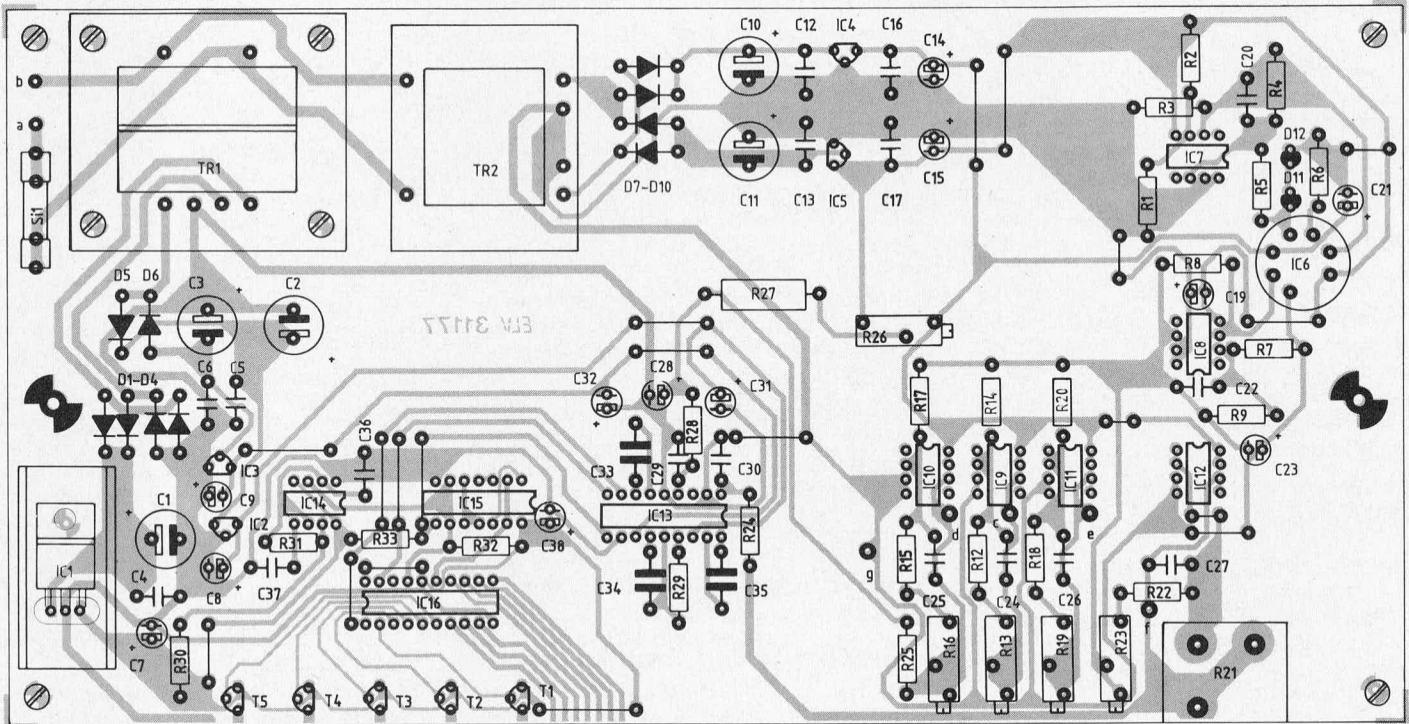 C10
C12
IC4
C16
C14
R2
C20
R4
b
a
R3
TR1
TR2
D7-D10
C11
C13
IC5
C17
C15
IC7
D12
R5
D11
R6
C21
R1
Si1
D5
D6
C3
C2
R27
R8
IC6
C19
ELV 31177
R26
IC8
R7
C6
C5
D1-D4
C32
C28
C31
C22
R17
R14
R20
R9
C36
R28
IC3
C33
C29
C30
IC10
IC9
IC11
IC12
C23
C9
IC14
IC15
C1
IC2
IC13
R24
R31
R33
R32
C38
R15
d
R12
c
R18
e
IC1
C4
C8
C37
IC16
C34
R29
C35
g
C25
C24
C26
C27
R22
f
C7
R30
R25
R16
R13
R19
R23
R21
T5
T4
T3
T2
T1